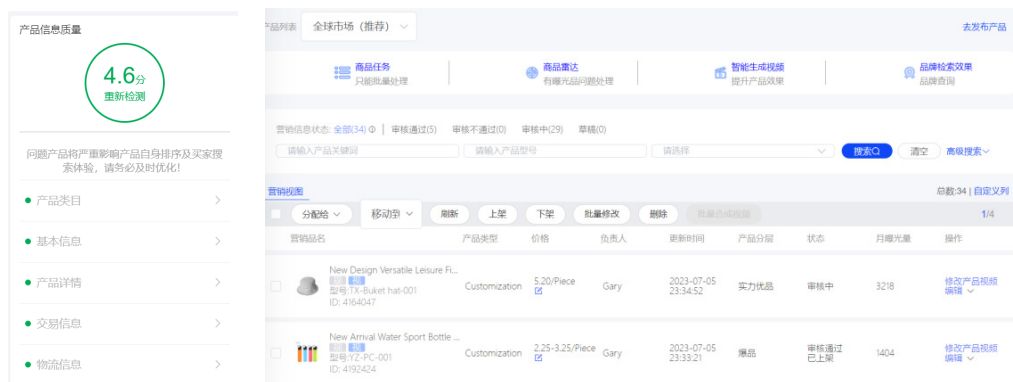 产品信息质量
4.6分
重新检测
问题产品将严重影响产品自身排序及买家搜
索体验，请务必及时优化!
产品类目
基本信息
产品详情
交易信息
物流信息
产品列表 全球市场（推荐） 去发布产品
商品任务 商品雷达 智能生成视频 品牌检索效果
只能批量处理 有曝光品问题处理 提升产品效果 品牌查询
营销信息状态: 全部(34) 审核通过(5) 审核不通过(0) 审核中(29) 草稿(0)
请输入产品关键词 请输入产品型号 请选择 搜索 清空 高级搜索
营销视图 总数:34 | 自定义列
分配给 移动到 刷新 上架 下架 批量修改 删除 批量合成视频 1/4
营销品名 产品类型 价格 负责人 更新时间 产品分层 状态 月曝光量 操作
New Design Versatile Leisure Fi...
型号:TX-Buket hat-001
ID: 4164047
Customization 5.20/Piece Gary 2023-07-05 23:34:52 实力优品 审核中 3218 修改产品视频
编辑
New Arrival Water Sport Bottle ...
型号:YZ-PC-001
ID: 4192424
Customization 2.25-3.25/Piece Gary 2023-07-05 23:33:21 爆品 审核通过 已上架 1404 修改产品视频
编辑